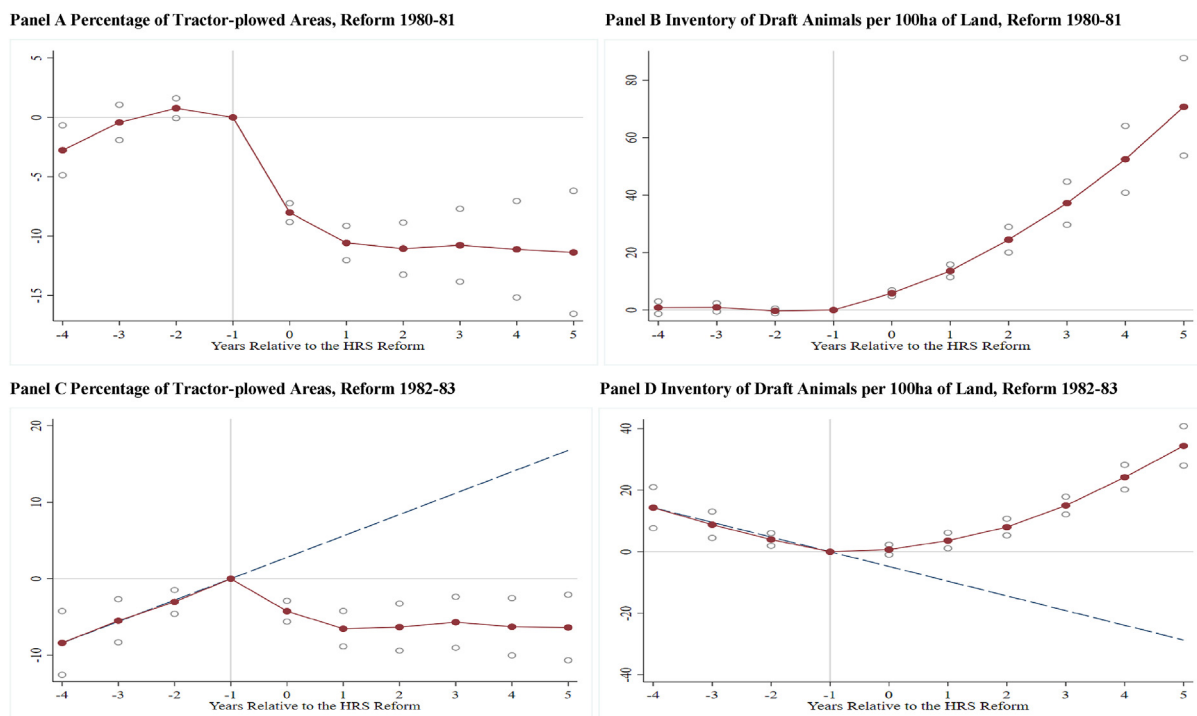 Panel A Percentage of Tractor-plowed Areas, Reform 1980-81
5
0
-5
-10
-15
-4 -3 -2 -1 0 1 2 3 4 5
Years Relative to the HRS Reform
Panel B Inventory of Draft Animals per 100ha of Land, Reform 1980-81
80
60
40
20
0
-4 -3 -2 -1 0 1 2 3 4 5
Years Relative to the HRS Reform
Panel C Percentage of Tractor-plowed Areas, Reform 1982-83
20
10
0
-10
-4 -3 -2 -1 0 1 2 3 4 5
Years Relative to the HRS Reform
Panel D Inventory of Draft Animals per 100ha of Land, Reform 1982-83
40
20
0
-20
-40
-4 -3 -2 -1 0 1 2 3 4 5
Years Relative to the HRS Reform